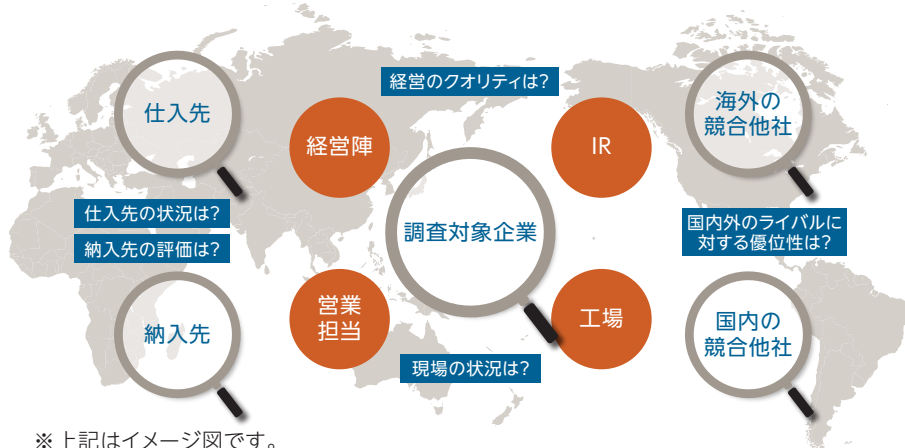 経営のクオリティは?
仕入先
経営陣
IR
海外の
競合他社
仕入先の状況は?
納入先の評価は?
調査対象企業
国内外のライバルに
対する優位性は?
納入先
営業
担当
工場
国内の
競合他社
現場の状況は?
※上記はイメージ図です。